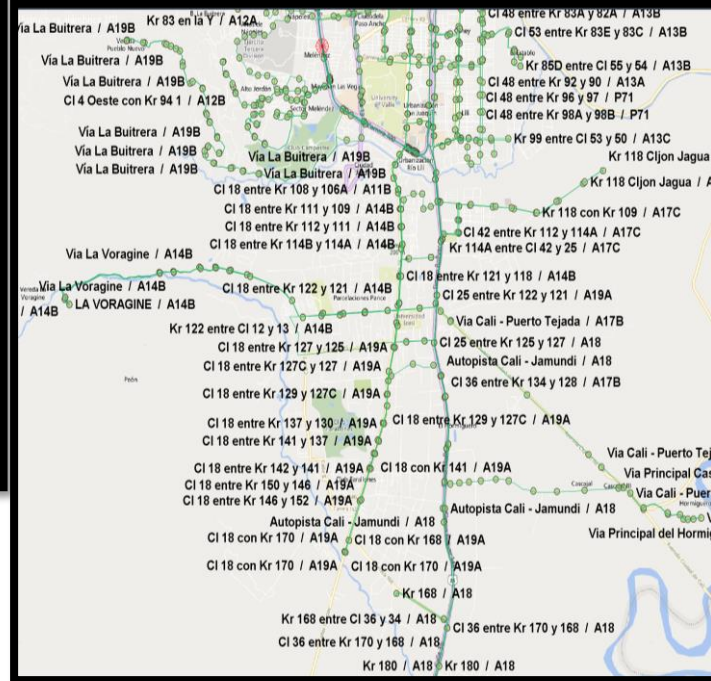 Cl 48 entre Kr 83A y 82A / A13B
Kr 83 en la Y / A12A
Vía La Buitrera / A19B
Cl 53 entre Kr 83E y 83C / A13B
Vía La Buitrera / A19B
Kr 85D entre Cl 55 y 54 / A13B
Vía La Buitrera / A19B
Cl 48 entre Kr 92 y 90 / A13A
Cl 4 Oeste con Kr 94 1 / A12B
Cl 48 entre Kr 96 y 97 / P71
Cl 48 entre Kr 98A y 98B / P71
Vía La Buitrera / A19B
Kr 99 entre Cl 53 y 50 / A13C
Vía La Buitrera / A19B
Vía La Buitrera / A19B
Kr 118 Cljon Jagua
Vía La Buitrera / A19B
Vía La Buitrera / A19B
Kr 118 Cljon Jagua / A
Cl 18 entre Kr 108 y 106A / A11B
Cl 18 entre Kr 111 y 109 / A14B
Kr 118 con Kr 109 / A17C
Cl 18 entre Kr 112 y 111 / A14B
Cl 42 entre Kr 112 y 114A / A17C
Cl 18 entre Kr 114B y 114A / A14B
Kr 114A entre Cl 42 y 25 / A17C
Vía La Voragine / A14B
Cl 18 entre Kr 121 y 118 / A14B
Vía La Voragine / A14B
Cl 18 entre Kr 122 y 121 / A14B
Cl 25 entre Kr 122 y 121 / A19A
LA VORAGINE / A14B
/ A14B
Vía Cali - Puerto Tejada / A17B
Kr 122 entre Cl 12 y 13 / A14B
Cl 25 entre Kr 125 y 127 / A18
Cl 18 entre Kr 127 y 125 / A19A
Autopista Cali - Jamundi / A18
Cl 18 entre Kr 127C y 127 / A19A
Cl 36 entre Kr 134 y 128 / A17B
Cl 18 entre Kr 129 y 127C / A19A
Cl 18 entre Kr 137 y 130 / A19A
Cl 18 entre Kr 129 y 127C / A19A
Cl 18 entre Kr 141 y 137 / A19A
Vía Cali - Puerto Tej
Cl 18 entre Kr 142 y 141 / A19A
Cl 18 con Kr 141 / A19A
Vía Principal Cas
Cl 18 entre Kr 150 y 146 / A19A
Vía Cali - Puer
Cl 18 entre Kr 146 y 152 / A19A
Autopista Cali - Jamundi / A18
Autopista Cali - Jamundi / A18
Vía Principal del Hormig
Cl 18 con Kr 170 / A19A
Cl 18 con Kr 168 / A19A
Cl 18 con Kr 170 / A19A
Cl 18 con Kr 170 / A19A
Kr 168 / A18
Kr 168 entre Cl 36 y 34 / A18
Cl 36 entre Kr 170 y 168 / A18
Cl 36 entre Kr 170 y 168 / A18
Kr 180 / A18
Kr 180 / A18